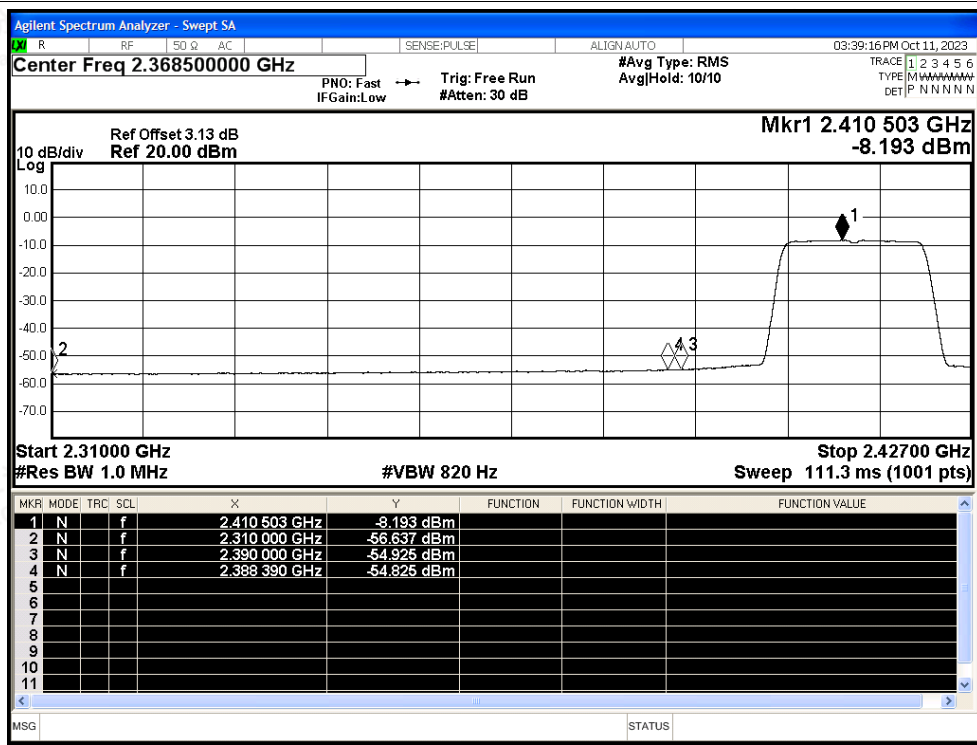 Agilent Spectrum Analyzer - Swept SA
LXI R RF 50 Ω AC SENSE:PULSE ALIGN AUTO 03:39:16 PM Oct 11, 2023
Center Freq 2.368500000 GHz
PNO: Fast
IFGain:Low
Trig: Free Run
#Atten: 30 dB
#Avg Type: RMS
Avg|Hold: 10/10
TRACE 1 2 3 4 5 6
TYPE M
DET P N N N N N
Mkr1 2.410 503 GHz
-8.193 dBm
Ref Offset 3.13 dB
10 dB/div Ref 20.00 dBm
Log
10.0
0.00
1
-10.0
-20.0
-30.0
-40.0
2 4 3
-50.0
-60.0
-70.0
Start 2.31000 GHz Stop 2.42700 GHz
#Res BW 1.0 MHz #VBW 820 Hz Sweep 111.3 ms (1001 pts)
MKR MODE TRC SCL X Y FUNCTION FUNCTION WIDTH FUNCTION VALUE
1 N f 2.410 503 GHz -8.193 dBm
2 N f 2.310 000 GHz -56.637 dBm
3 N f 2.390 000 GHz -54.925 dBm
4 N f 2.388 390 GHz -54.825 dBm
5
6
7
8
9
10
11
MSG STATUS